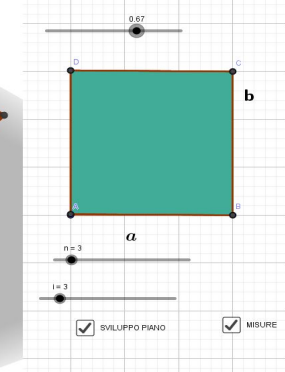 0.67
D
C
b
A
B
a
n = 3
i = 3
SVILUPPO PIANO
MISURE